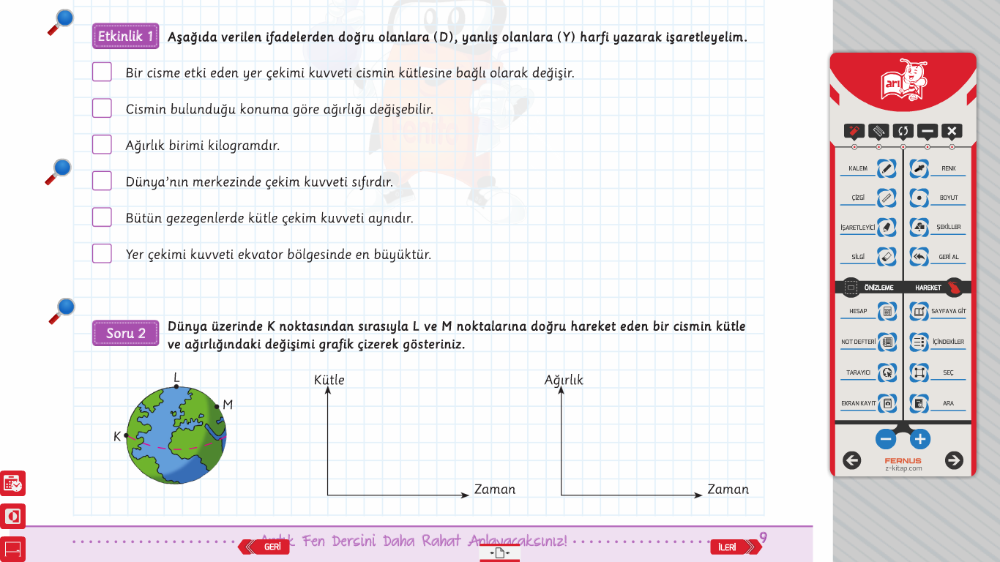 Etkinlik 1
Aşağıda verilen ifadelerden doğru olanlara (D), yanlış olanlara (Y) harfi yazarak işaretleyelim.
Bir cisme etki eden yer çekimi kuvveti cismin kütlesine bağlı olarak değişir.
Cismin bulunduğu konuma göre ağırlığı değişebilir.
Ağırlık birimi kilogramdır.
Dünya’nın merkezinde çekim kuvveti sıfırdır.
Bütün gezegenlerde kütle çekim kuvveti aynıdır.
Yer çekimi kuvveti ekvator bölgesinde en büyüktür.
Soru 2
Dünya üzerinde K noktasından sırasıyla L ve M noktalarına doğru hareket eden bir cismin kütle
ve ağırlığındaki değişimi grafik çizerek gösteriniz.
L
M
K
Kütle
Zaman
Ağırlık
Zaman
Artık Fen Dersini Daha Rahat Anlayacaksınız!
9
GERİ
İLERİ
arı
KALEM
RENK
ÇİZGİ
BOYUT
İŞARETLEYİCİ
ŞEKİLLER
SİLGİ
GERİ AL
ÖNİZLEME
HAREKET
HESAP
SAYFAYA GİT
NOT DEFTERİ
İÇİNDEKİLER
TARAYICI
SEÇ
EKRAN KAYIT
ARA
FERNUS
z-kitap.com